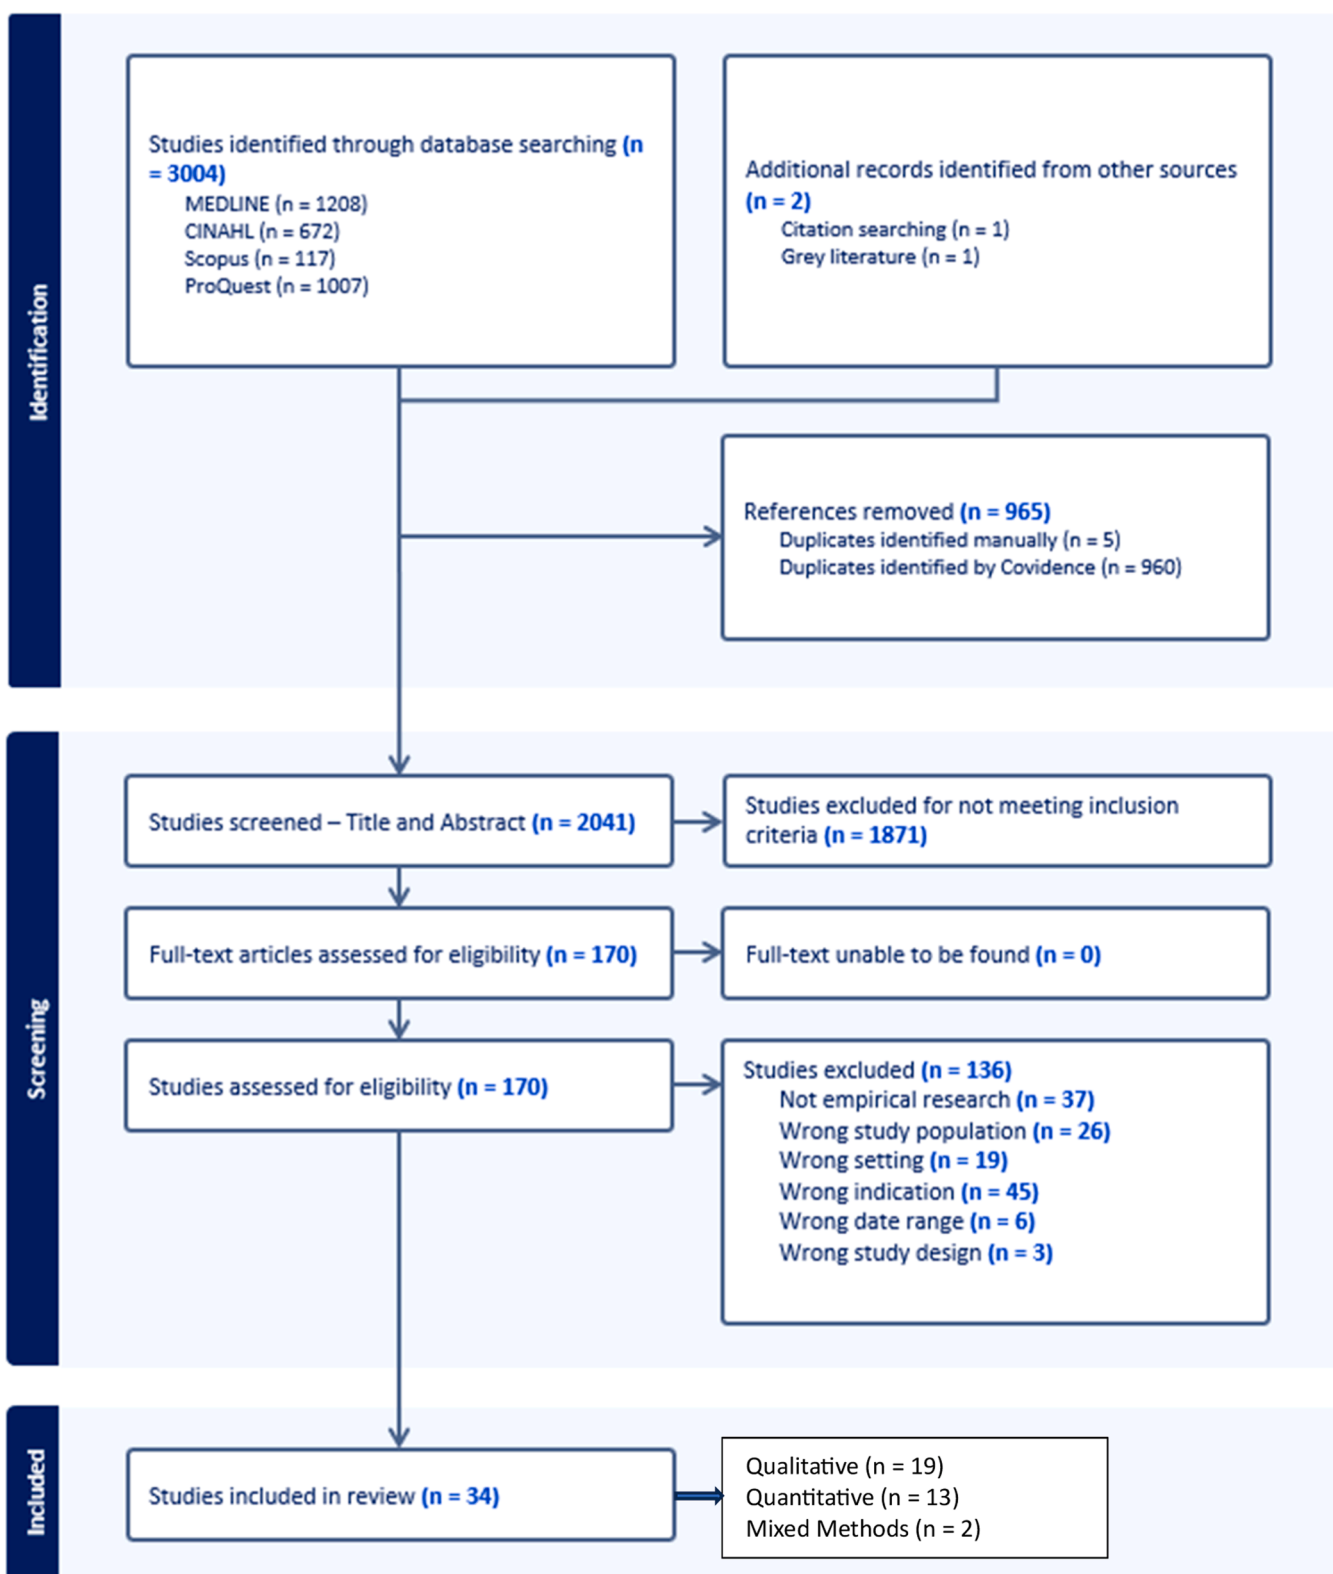 Identification
Studies identified through database searching (n
= 3004)
MEDLINE (n = 1208)
CINAHL (n = 672)
Scopus (n = 117)
ProQuest (n = 1007)
Additional records identified from other sources
(n = 2)
Citation searching (n = 1)
Grey literature (n = 1)
References removed (n = 965)
Duplicates identified manually (n = 5)
Duplicates identified by Covidence (n = 960)
Screening
Studies screened – Title and Abstract (n = 2041)
Studies excluded for not meeting inclusion
criteria (n = 1871)
Full-text articles assessed for eligibility (n = 170)
Full-text unable to be found (n = 0)
Studies assessed for eligibility (n = 170)
Studies excluded (n = 136)
Not empirical research (n = 37)
Wrong study population (n = 26)
Wrong setting (n = 19)
Wrong indication (n = 45)
Wrong date range (n = 6)
Wrong study design (n = 3)
Included
Studies included in review (n = 34)
Qualitative (n = 19)
Quantitative (n = 13)
Mixed Methods (n = 2)